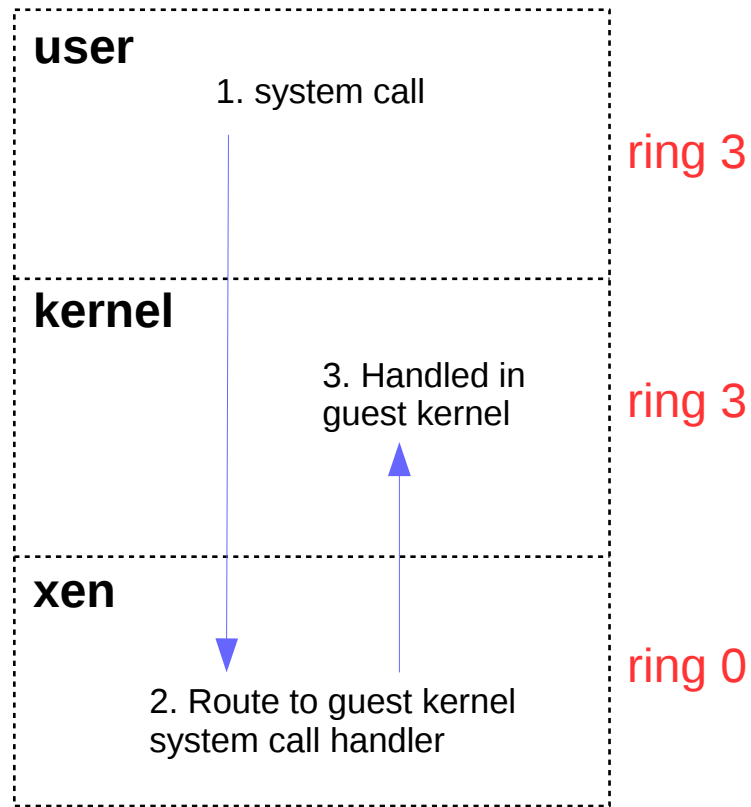 user
1. system call
ring 3
kernel
3. Handled in
guest kernel
ring 3
xen
ring 0
2. Route to guest kernel
system call handler